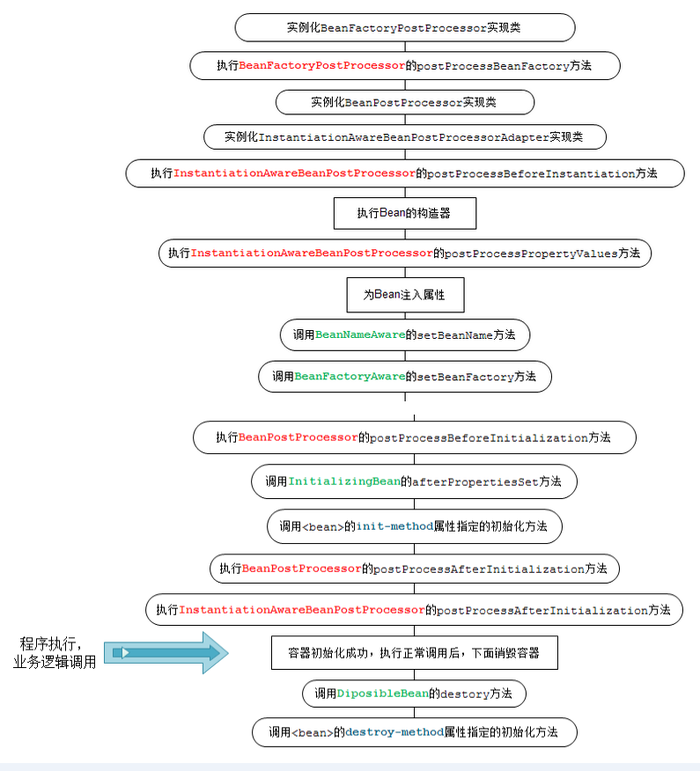 实例化BeanFactoryPostProcessor实现类
执行BeanFactoryPostProcessor的postProcessBeanFactory方法
实例化BeanPostProcessor实现类
实例化InstantiationAwareBeanPostProcessorAdapter实现类
执行InstantiationAwareBeanPostProcessor的postProcessBeforeInstantiation方法
执行Bean的构造器
执行InstantiationAwareBeanPostProcessor的postProcessPropertyValues方法
为Bean注入属性
调用BeanNameAware的setBeanName方法
调用BeanFactoryAware的setBeanFactory方法
执行BeanPostProcessor的postProcessBeforeInitialization方法
调用InitializingBean的afterPropertiesSet方法
调用<bean>的init-method属性指定的初始化方法
执行BeanPostProcessor的postProcessAfterInitialization方法
执行InstantiationAwareBeanPostProcessor的postProcessAfterInitialization方法
程序执行，
业务逻辑调用
容器初始化成功，执行正常调用后，下面销毁容器
调用DiposibleBean的destory方法
调用<bean>的destroy-method属性指定的初始化方法